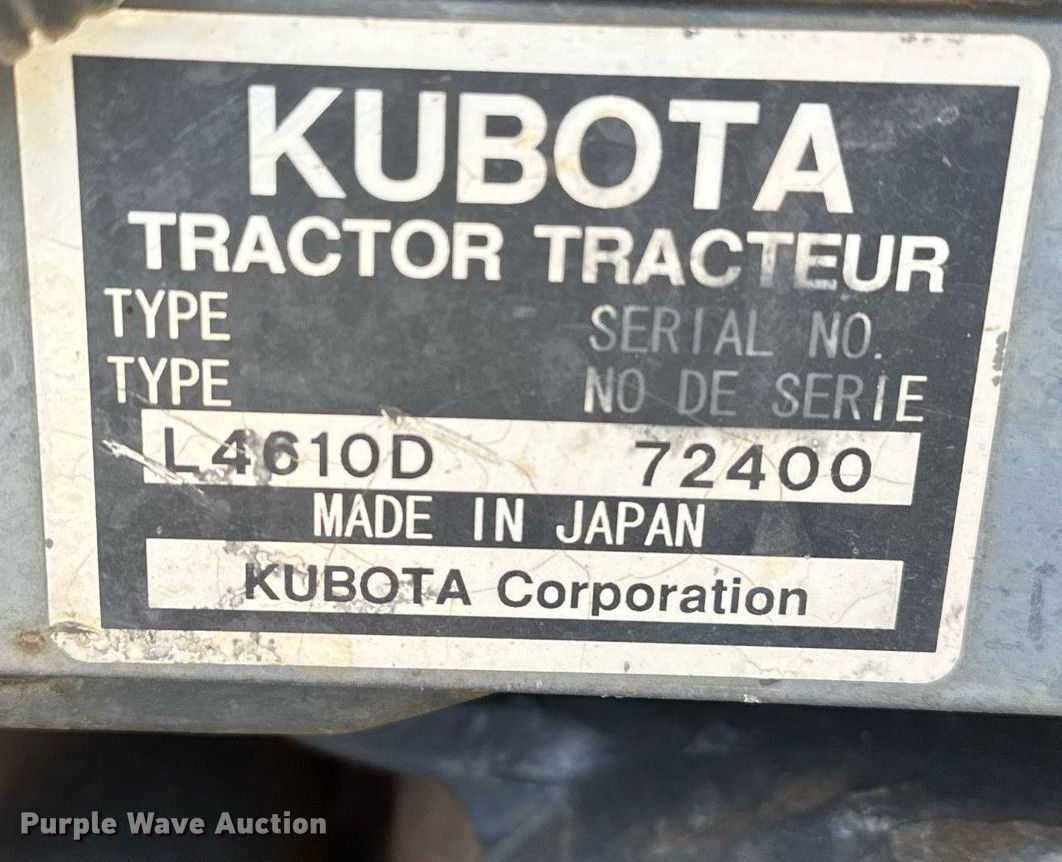 KUBOTA
TRACTOR TRACTEUR
TYPE SERIAL NO.
TYPE NO DE SERIE
L4610D 72400
MADE IN JAPAN
KUBOTA Corporation
Purple Wave Auction